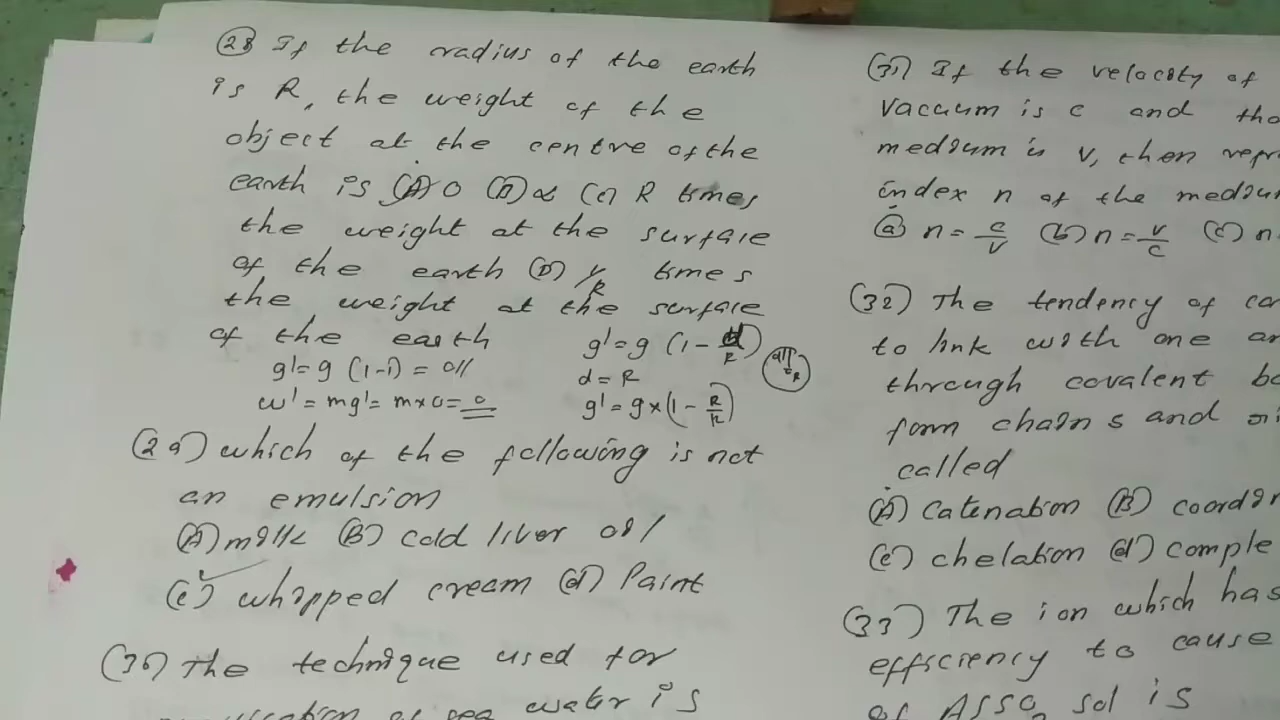 (28) If the radius of the earth
is R, the weight of the
object at the centre of the
earth is (A) 0 (B) ∝ (C) R times
the weight at the surface
of the earth (D) 1/R times
the weight at the surface
of the earth
g' = g (1-1) = 0//
w' = mg' = m×0 = 0
g' = g (1 - d/R)
d = R
g' = g × (1 - R/R)
(29) which of the following is not
an emulsion
(A) milk (B) cold liver oil
(c) whipped cream (d) Paint
(30) The technique used for
of sea water is
(31) If the velocity of
vacuum is c and
medium is v, then
index n of the
(a) n = c/v (b) n = v/c (c) n
(32) The tendency of
to link with one
through covalent
form chains and
called
(A) Catenation (B)
(c) chelation (d)
(33) The ion which has
efficiency to cause
of sol is